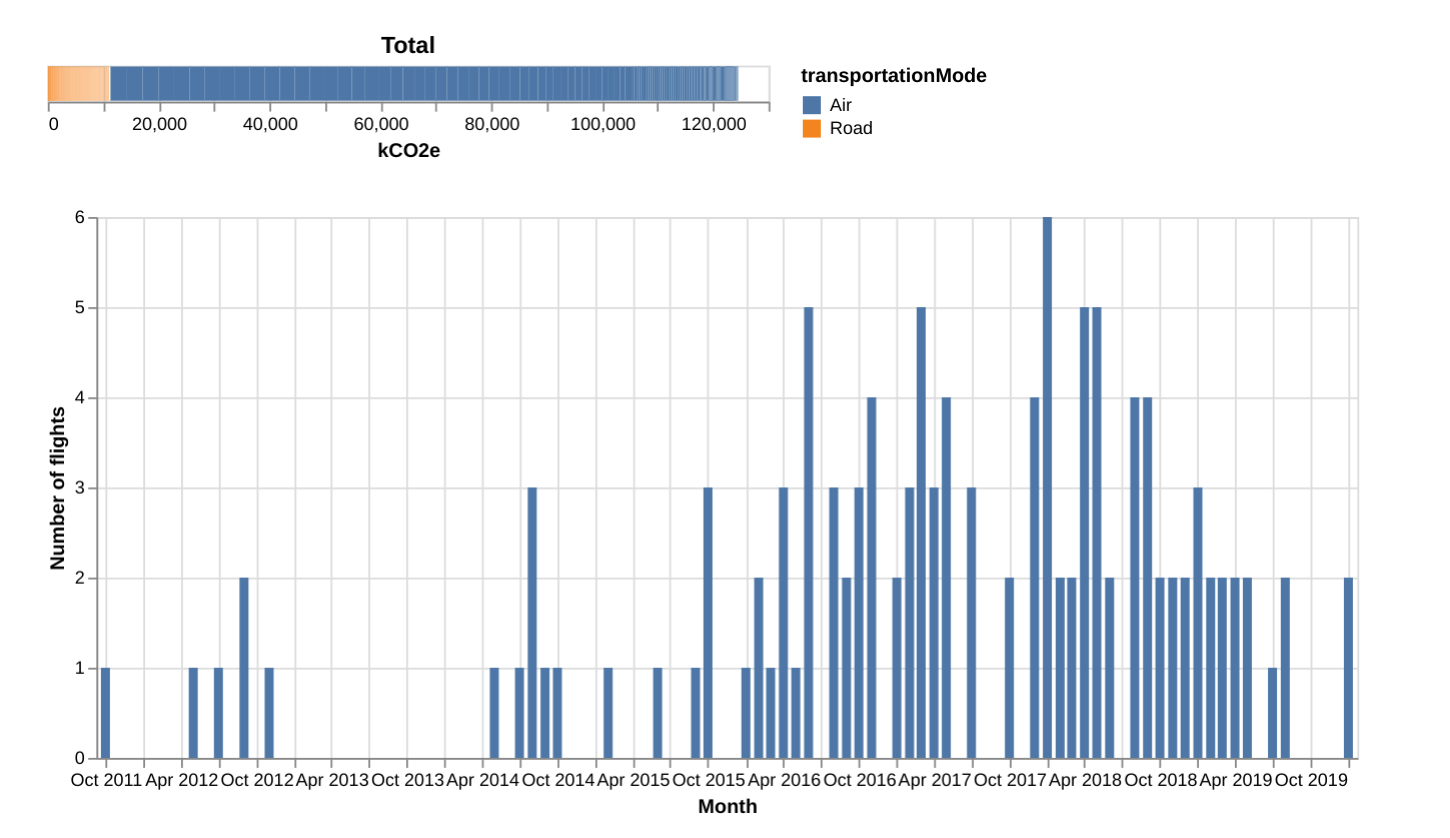 Total
0 20,000 40,000 60,000 80,000 100,000 120,000
kCO2e
transportationMode
Air
Road
6
5
4
3
2
1
0
Number of flights
Oct 2011 Apr 2012 Oct 2012 Apr 2013 Oct 2013 Apr 2014 Oct 2014 Apr 2015 Oct 2015 Apr 2016 Oct 2016 Apr 2017 Oct 2017 Apr 2018 Oct 2018 Apr 2019 Oct 2019
Month